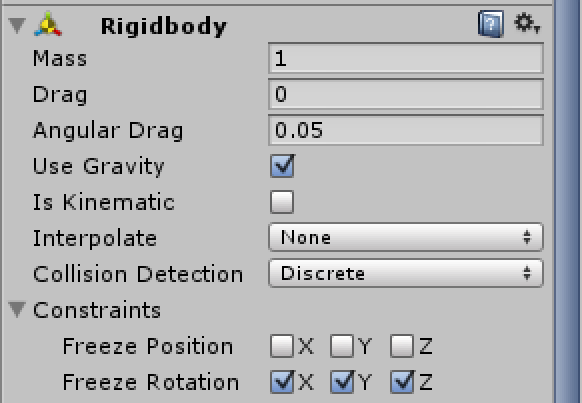 Rigidbody
Mass 1
Drag 0
Angular Drag 0.05
Use Gravity
Is Kinematic
Interpolate None
Collision Detection Discrete
Constraints
Freeze Position X Y Z
Freeze Rotation X Y Z